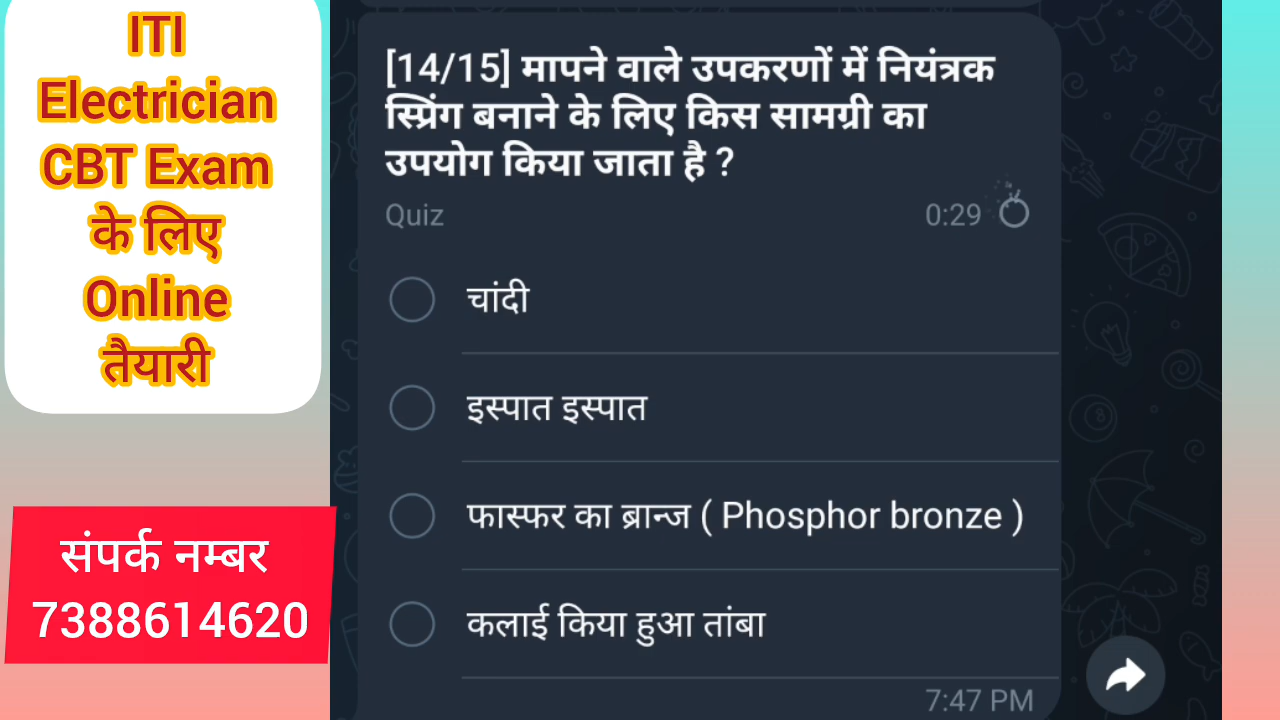 ITI
Electrician
CBT Exam
के लिए
Online
तैयारी
संपर्क नम्बर
7388614620
[14/15] मापने वाले उपकरणों में नियंत्रक
स्प्रिंग बनाने के लिए किस सामग्री का
उपयोग किया जाता है ?
Quiz
0:29
चांदी
इस्पात इस्पात
फास्फर का ब्रान्ज ( Phosphor bronze )
कलाई किया हुआ तांबा
7:47 PM